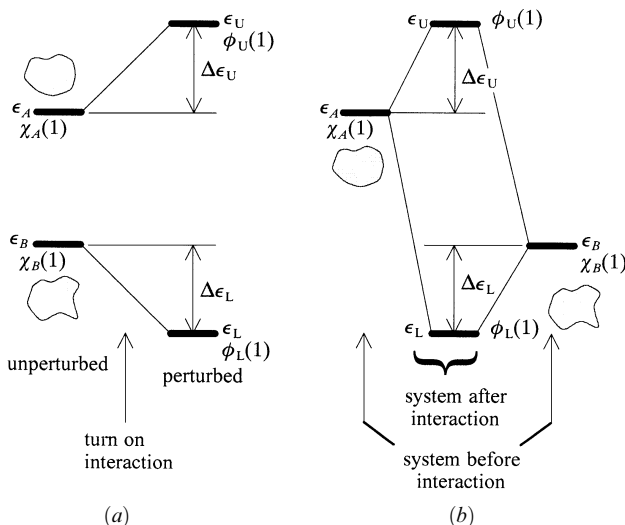 ϵ_U
ϕ_U(1)
Δϵ_U
ϵ_A
χ_A(1)
ϵ_B
χ_B(1)
Δϵ_L
ϵ_L
ϕ_L(1)
unperturbed
perturbed
turn on
interaction
(a)
ϵ_U
ϕ_U(1)
Δϵ_U
ϵ_A
χ_A(1)
ϵ_B
χ_B(1)
Δϵ_L
ϵ_L
ϕ_L(1)
system after
interaction
system before
interaction
(b)